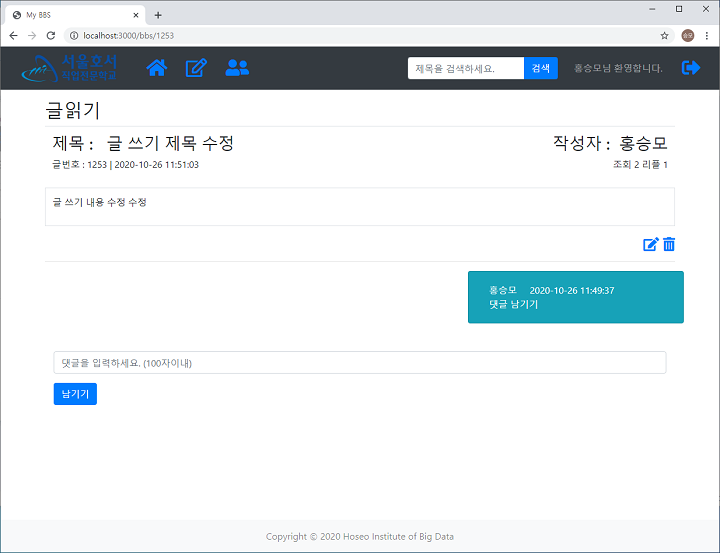 My BBS
localhost:3000/bbs/1253
서울호서
직업전문학교
제목을 검색하세요. 검색 홍승모님 환영합니다.
글읽기
제목 : 글 쓰기 제목 수정 작성자 : 홍승모
글번호 : 1253 | 2020-10-26 11:51:03 조회 2 리플 1
글 쓰기 내용 수정 수정
홍승모 2020-10-26 11:49:37
댓글 남기기
댓글을 입력하세요. (100자이내)
남기기
Copyright © 2020 Hoseo Institute of Big Data